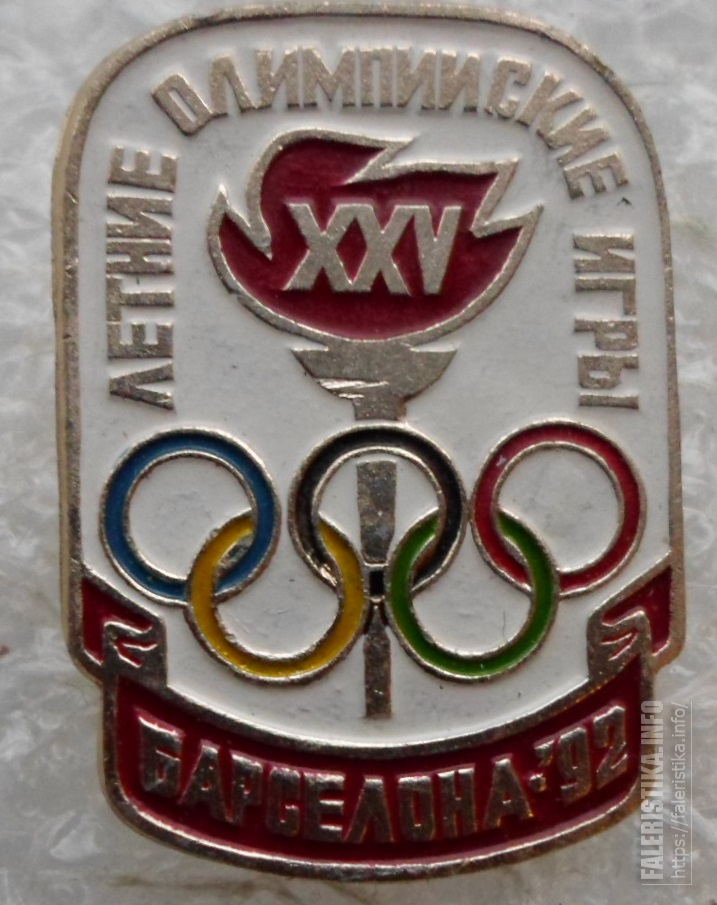 ЛЕТНИЕ ОЛИМПИЙСКИЕ ИГРЫ
XXV
БАРСЕЛОНА-'92
FALERISTIKA.INFO
https://faleristika.info/